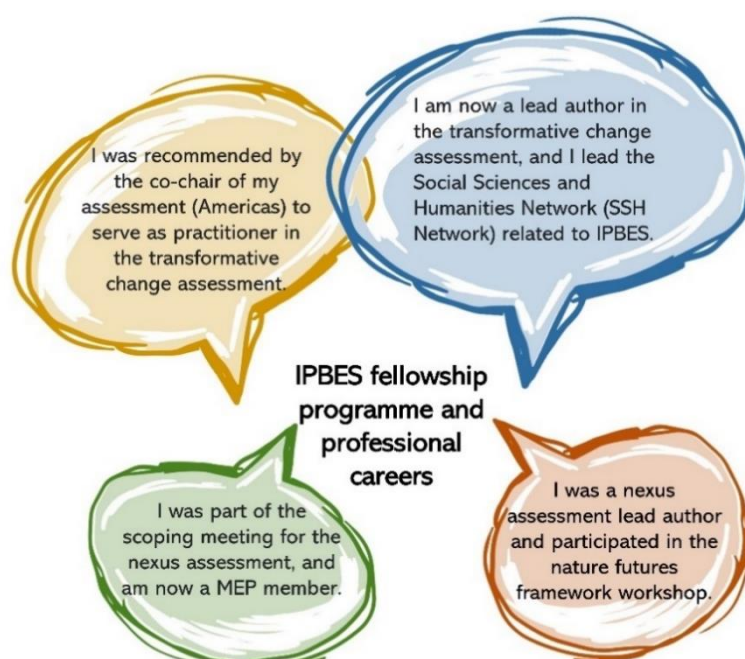 I was recommended by
the co-chair of my
assessment (Americas) to
serve as practitioner in
the transformative
change assessment.
I am now a lead author in
the transformative change
assessment, and I lead the
Social Sciences and
Humanities Network (SSH
Network) related to IPBES.
IPBES fellowship
programme and
professional
careers
I was part of the
scoping meeting for the
nexus assessment, and
am now a MEP member.
I was a nexus
assessment lead author
and participated in the
nature futures
framework workshop.